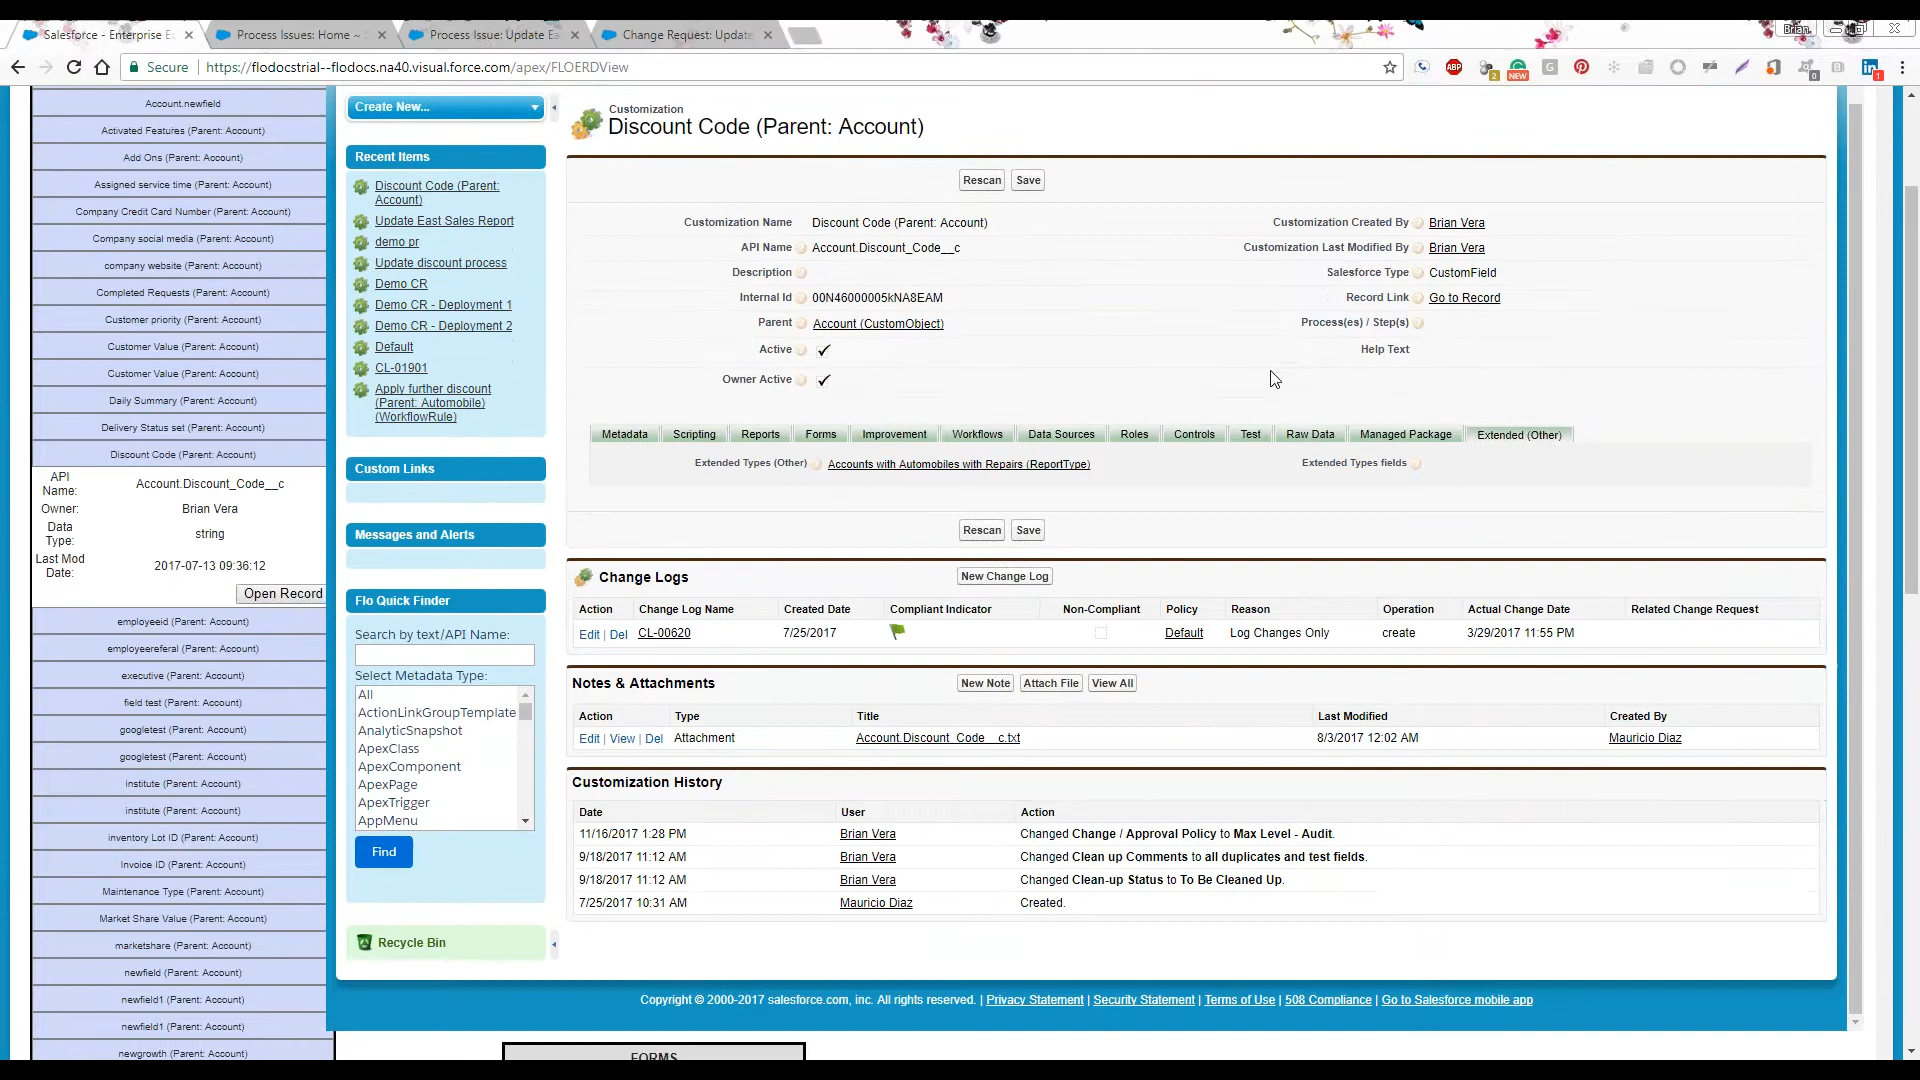 Salesforce - Enterprise E
Process Issues: Home ~
Process Issue: Update Ea
Change Request: Update
Brian
Secure
https://flodocstrial--flodocs.na40.visual.force.com/apex/FLOERDView
ABP
2
NEW
G
0
B
in
1
Account.newfield
Activated Features (Parent: Account)
Add Ons (Parent: Account)
Assigned service time (Parent: Account)
Company Credit Card Number (Parent: Account)
Company social media (Parent: Account)
company website (Parent: Account)
Completed Requests (Parent: Account)
Customer priority (Parent: Account)
Customer Value (Parent: Account)
Customer Value (Parent: Account)
Daily Summary (Parent: Account)
Delivery Status set (Parent: Account)
Discount Code (Parent: Account)
API Name: Account.Discount_Code__c
Owner: Brian Vera
Data Type: string
Last Mod Date: 2017-07-13 09:36:12
Open Record
employeeid (Parent: Account)
employeereferal (Parent: Account)
executive (Parent: Account)
field test (Parent: Account)
googletest (Parent: Account)
googletest (Parent: Account)
institute (Parent: Account)
institute (Parent: Account)
inventory Lot ID (Parent: Account)
Invoice ID (Parent: Account)
Maintenance Type (Parent: Account)
Market Share Value (Parent: Account)
marketshare (Parent: Account)
newfield (Parent: Account)
newfield1 (Parent: Account)
newfield1 (Parent: Account)
newgrowth (Parent: Account)
Create New...
Recent Items
Discount Code (Parent:
Account)
Update East Sales Report
demo pr
Update discount process
Demo CR
Demo CR - Deployment 1
Demo CR - Deployment 2
Default
CL-01901
Apply further discount
(Parent: Automobile)
(WorkflowRule)
Custom Links
Messages and Alerts
Flo Quick Finder
Search by text/API Name:
Select Metadata Type:
All
ActionLinkGroupTemplate
AnalyticSnapshot
ApexClass
ApexComponent
ApexPage
ApexTrigger
AppMenu
Find
Recycle Bin
Customization
Discount Code (Parent: Account)
Rescan Save
Customization Name Discount Code (Parent: Account) Customization Created By Brian Vera
API Name Account.Discount_Code__c Customization Last Modified By Brian Vera
Description Salesforce Type CustomField
Internal Id 00N46000005kNA8EAM Record Link Go to Record
Parent Account (CustomObject) Process(es) / Step(s)
Active Help Text
Owner Active
Metadata Scripting Reports Forms Improvement Workflows Data Sources Roles Controls Test Raw Data Managed Package Extended (Other)
Extended Types (Other) Accounts with Automobiles with Repairs (ReportType) Extended Types fields
Rescan Save
Change Logs New Change Log
Action Change Log Name Created Date Compliant Indicator Non-Compliant Policy Reason Operation Actual Change Date Related Change Request
Edit | Del CL-00620 7/25/2017 Default Log Changes Only create 3/29/2017 11:55 PM
Notes & Attachments New Note Attach File View All
Action Type Title Last Modified Created By
Edit | View | Del Attachment Account.Discount_Code__c.txt 8/3/2017 12:02 AM Mauricio Diaz
Customization History
Date User Action
11/16/2017 1:28 PM Brian Vera Changed Change / Approval Policy to Max Level - Audit.
9/18/2017 11:12 AM Brian Vera Changed Clean up Comments to all duplicates and test fields.
9/18/2017 11:12 AM Brian Vera Changed Clean-up Status to To Be Cleaned Up.
7/25/2017 10:31 AM Mauricio Diaz Created.
Copyright © 2000-2017 salesforce.com, inc. All rights reserved. | Privacy Statement | Security Statement | Terms of Use | 508 Compliance | Go to Salesforce mobile app
FORMS